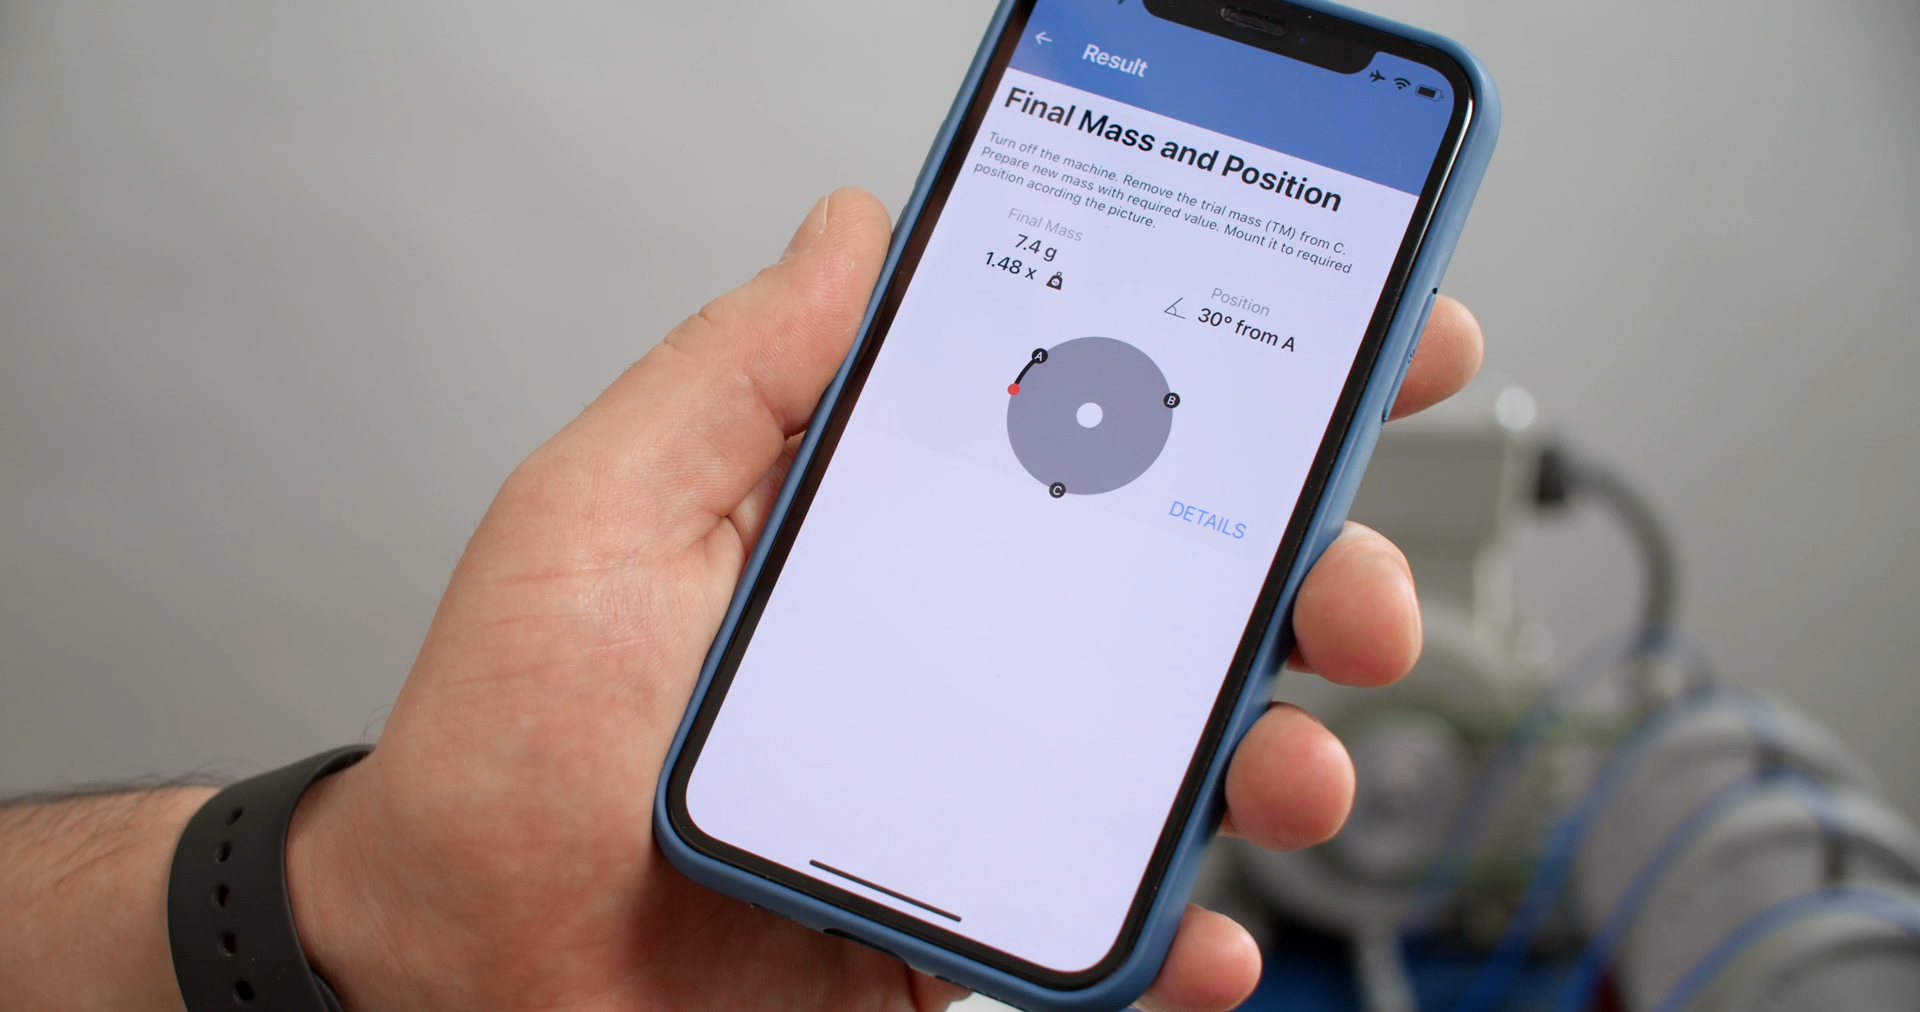 Result
Final Mass and Position
Turn off the machine. Remove the trial mass (TM) from C.
Prepare new mass with required value. Mount it to required
position acording the picture.
Final Mass
7.4 g
1.48 x
Position
30° from A
A
B
C
DETAILS